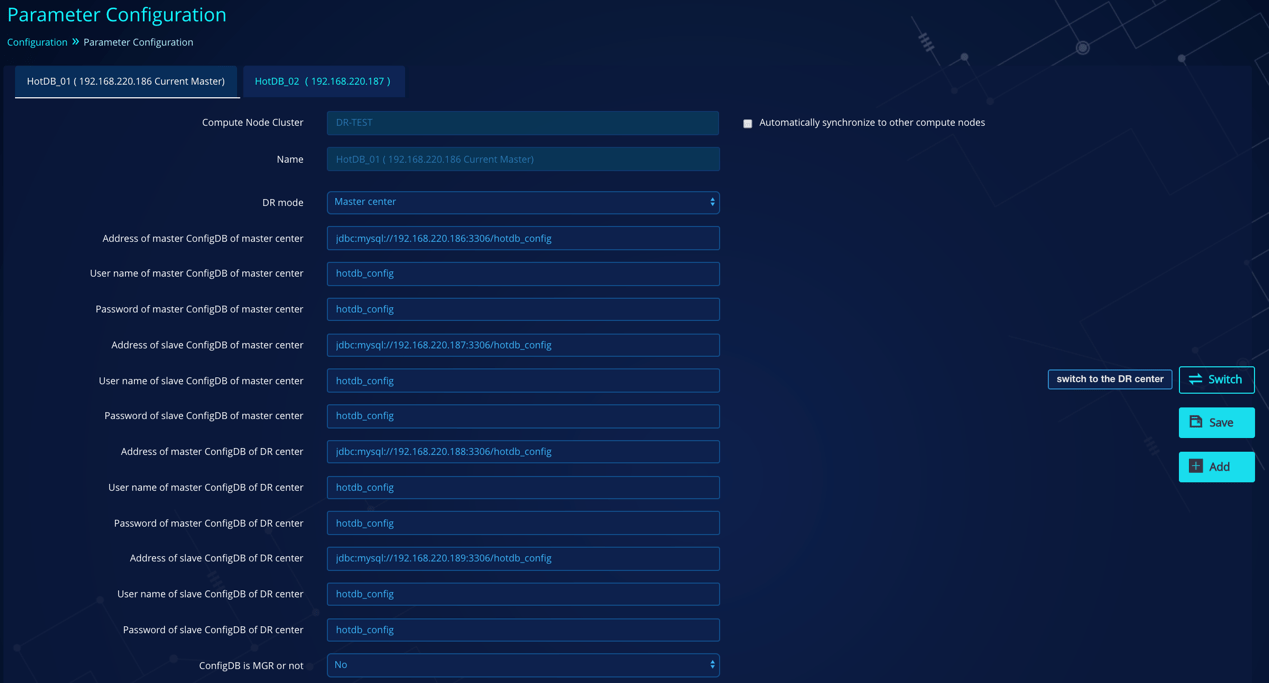 Parameter Configuration
Configuration » Parameter Configuration
HotDB_01 ( 192.168.220.186 Current Master) HotDB_02 ( 192.168.220.187 )
Compute Node Cluster DR-TEST Automatically synchronize to other compute nodes
Name HotDB_01 ( 192.168.220.186 Current Master)
DR mode Master center
Address of master ConfigDB of master center jdbc:mysql://192.168.220.186:3306/hotdb_config
User name of master ConfigDB of master center hotdb_config
Password of master ConfigDB of master center hotdb_config
Address of slave ConfigDB of master center jdbc:mysql://192.168.220.187:3306/hotdb_config
User name of slave ConfigDB of master center hotdb_config
switch to the DR center Switch
Password of slave ConfigDB of master center hotdb_config
Save
Address of master ConfigDB of DR center jdbc:mysql://192.168.220.188:3306/hotdb_config
Add
User name of master ConfigDB of DR center hotdb_config
Password of master ConfigDB of DR center hotdb_config
Address of slave ConfigDB of DR center jdbc:mysql://192.168.220.189:3306/hotdb_config
User name of slave ConfigDB of DR center hotdb_config
Password of slave ConfigDB of DR center hotdb_config
ConfigDB is MGR or not No